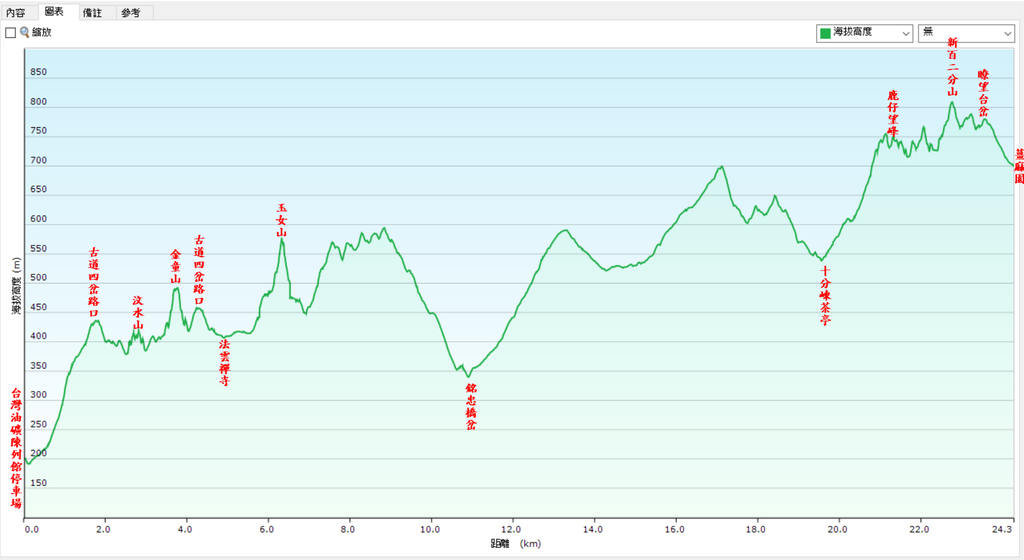 內容 圖表 備註 參考
縮放
海拔高度 無
850
800
750
700
650
600
550
500
450
400
350
300
250
200
150
海拔高度 (m)
台灣油礦陳列館停車場
古道四岔路口
汶水山
金童山
古道四岔路口
法雲禪寺
玉女山
銘忠橋岔
十分崠茶亭
鹿仔望峰
新百二分山
瞭望台岔
薑麻園
0.0 2.0 4.0 6.0 8.0 10.0 12.0 14.0 16.0 18.0 20.0 22.0 24.3
距離 (km)